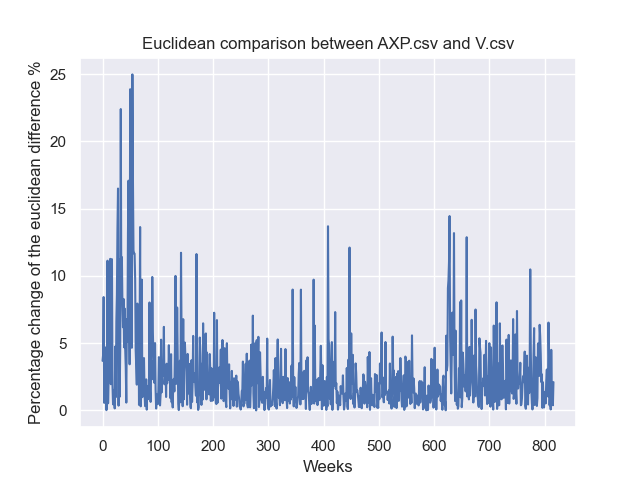 Euclidean comparison between AXP.csv and V.csv
Percentage change of the euclidean difference %
25
20
15
10
5
0
0 100 200 300 400 500 600 700 800
Weeks